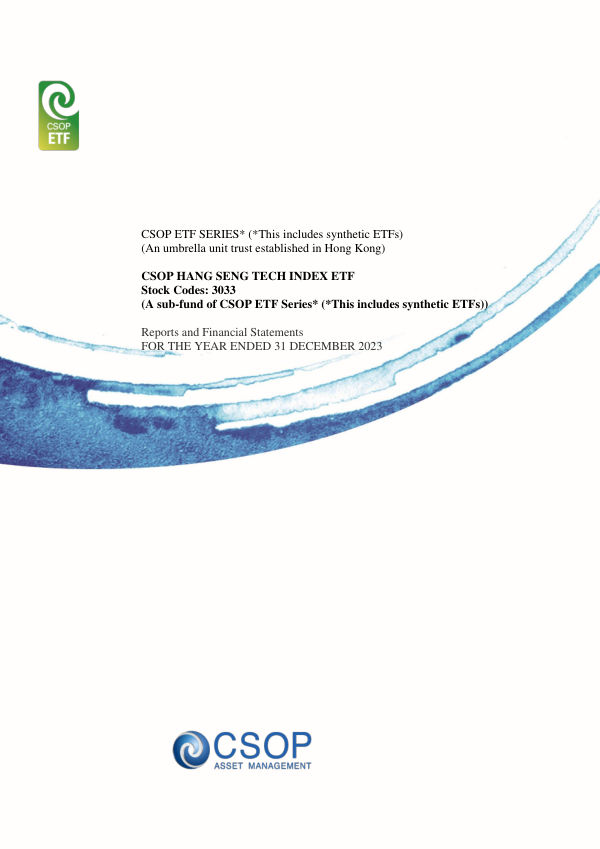 CSOP
ETF
CSOP ETF SERIES* (*This includes synthetic ETFs)
(An umbrella unit trust established in Hong Kong)
CSOP HANG SENG TECH INDEX ETF
Stock Codes: 3033
(A sub-fund of CSOP ETF Series* (*This includes synthetic ETFs))
Reports and Financial Statements
FOR THE YEAR ENDED 31 DECEMBER 2023
CSOP
ASSET MANAGEMENT